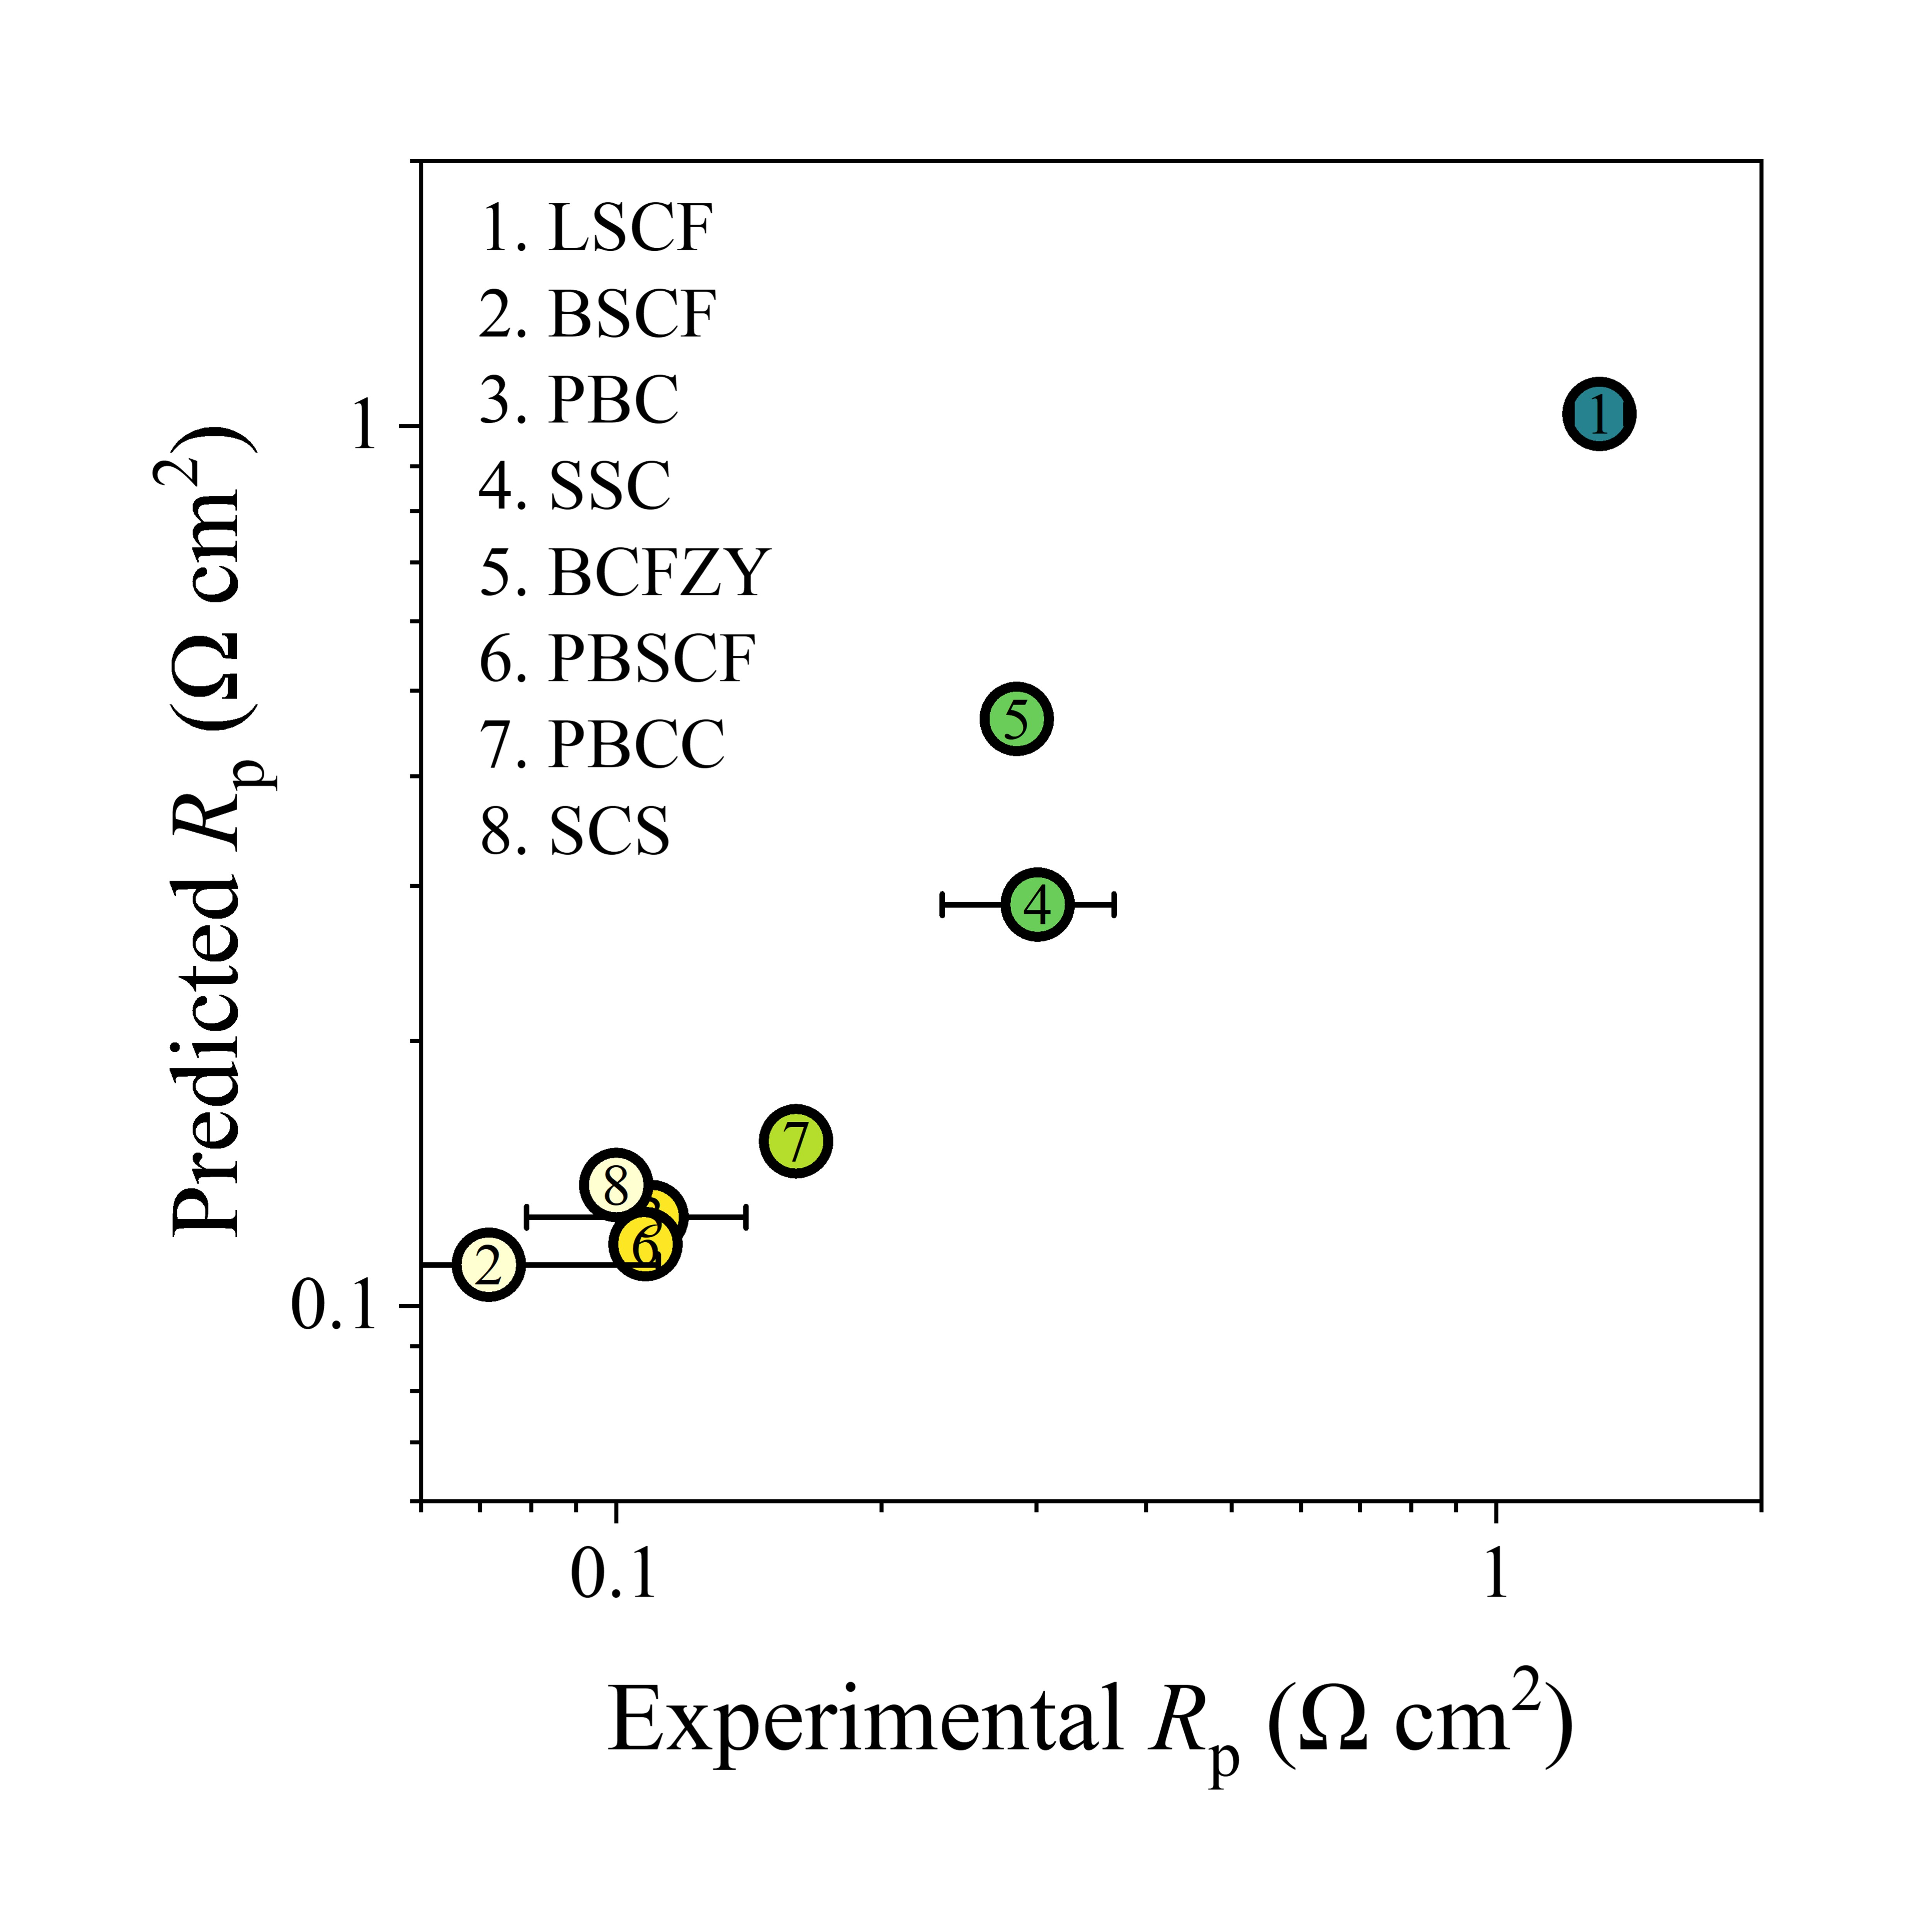 1. LSCF
2. BSCF
3. PBC
4. SSC
5. BCFZY
6. PBSCF
7. PBCC
8. SCS
Predicted Rp (Ω cm²)
1
0.1
1
5
4
7
8
3
6
2
0.1
1
Experimental Rp (Ω cm²)